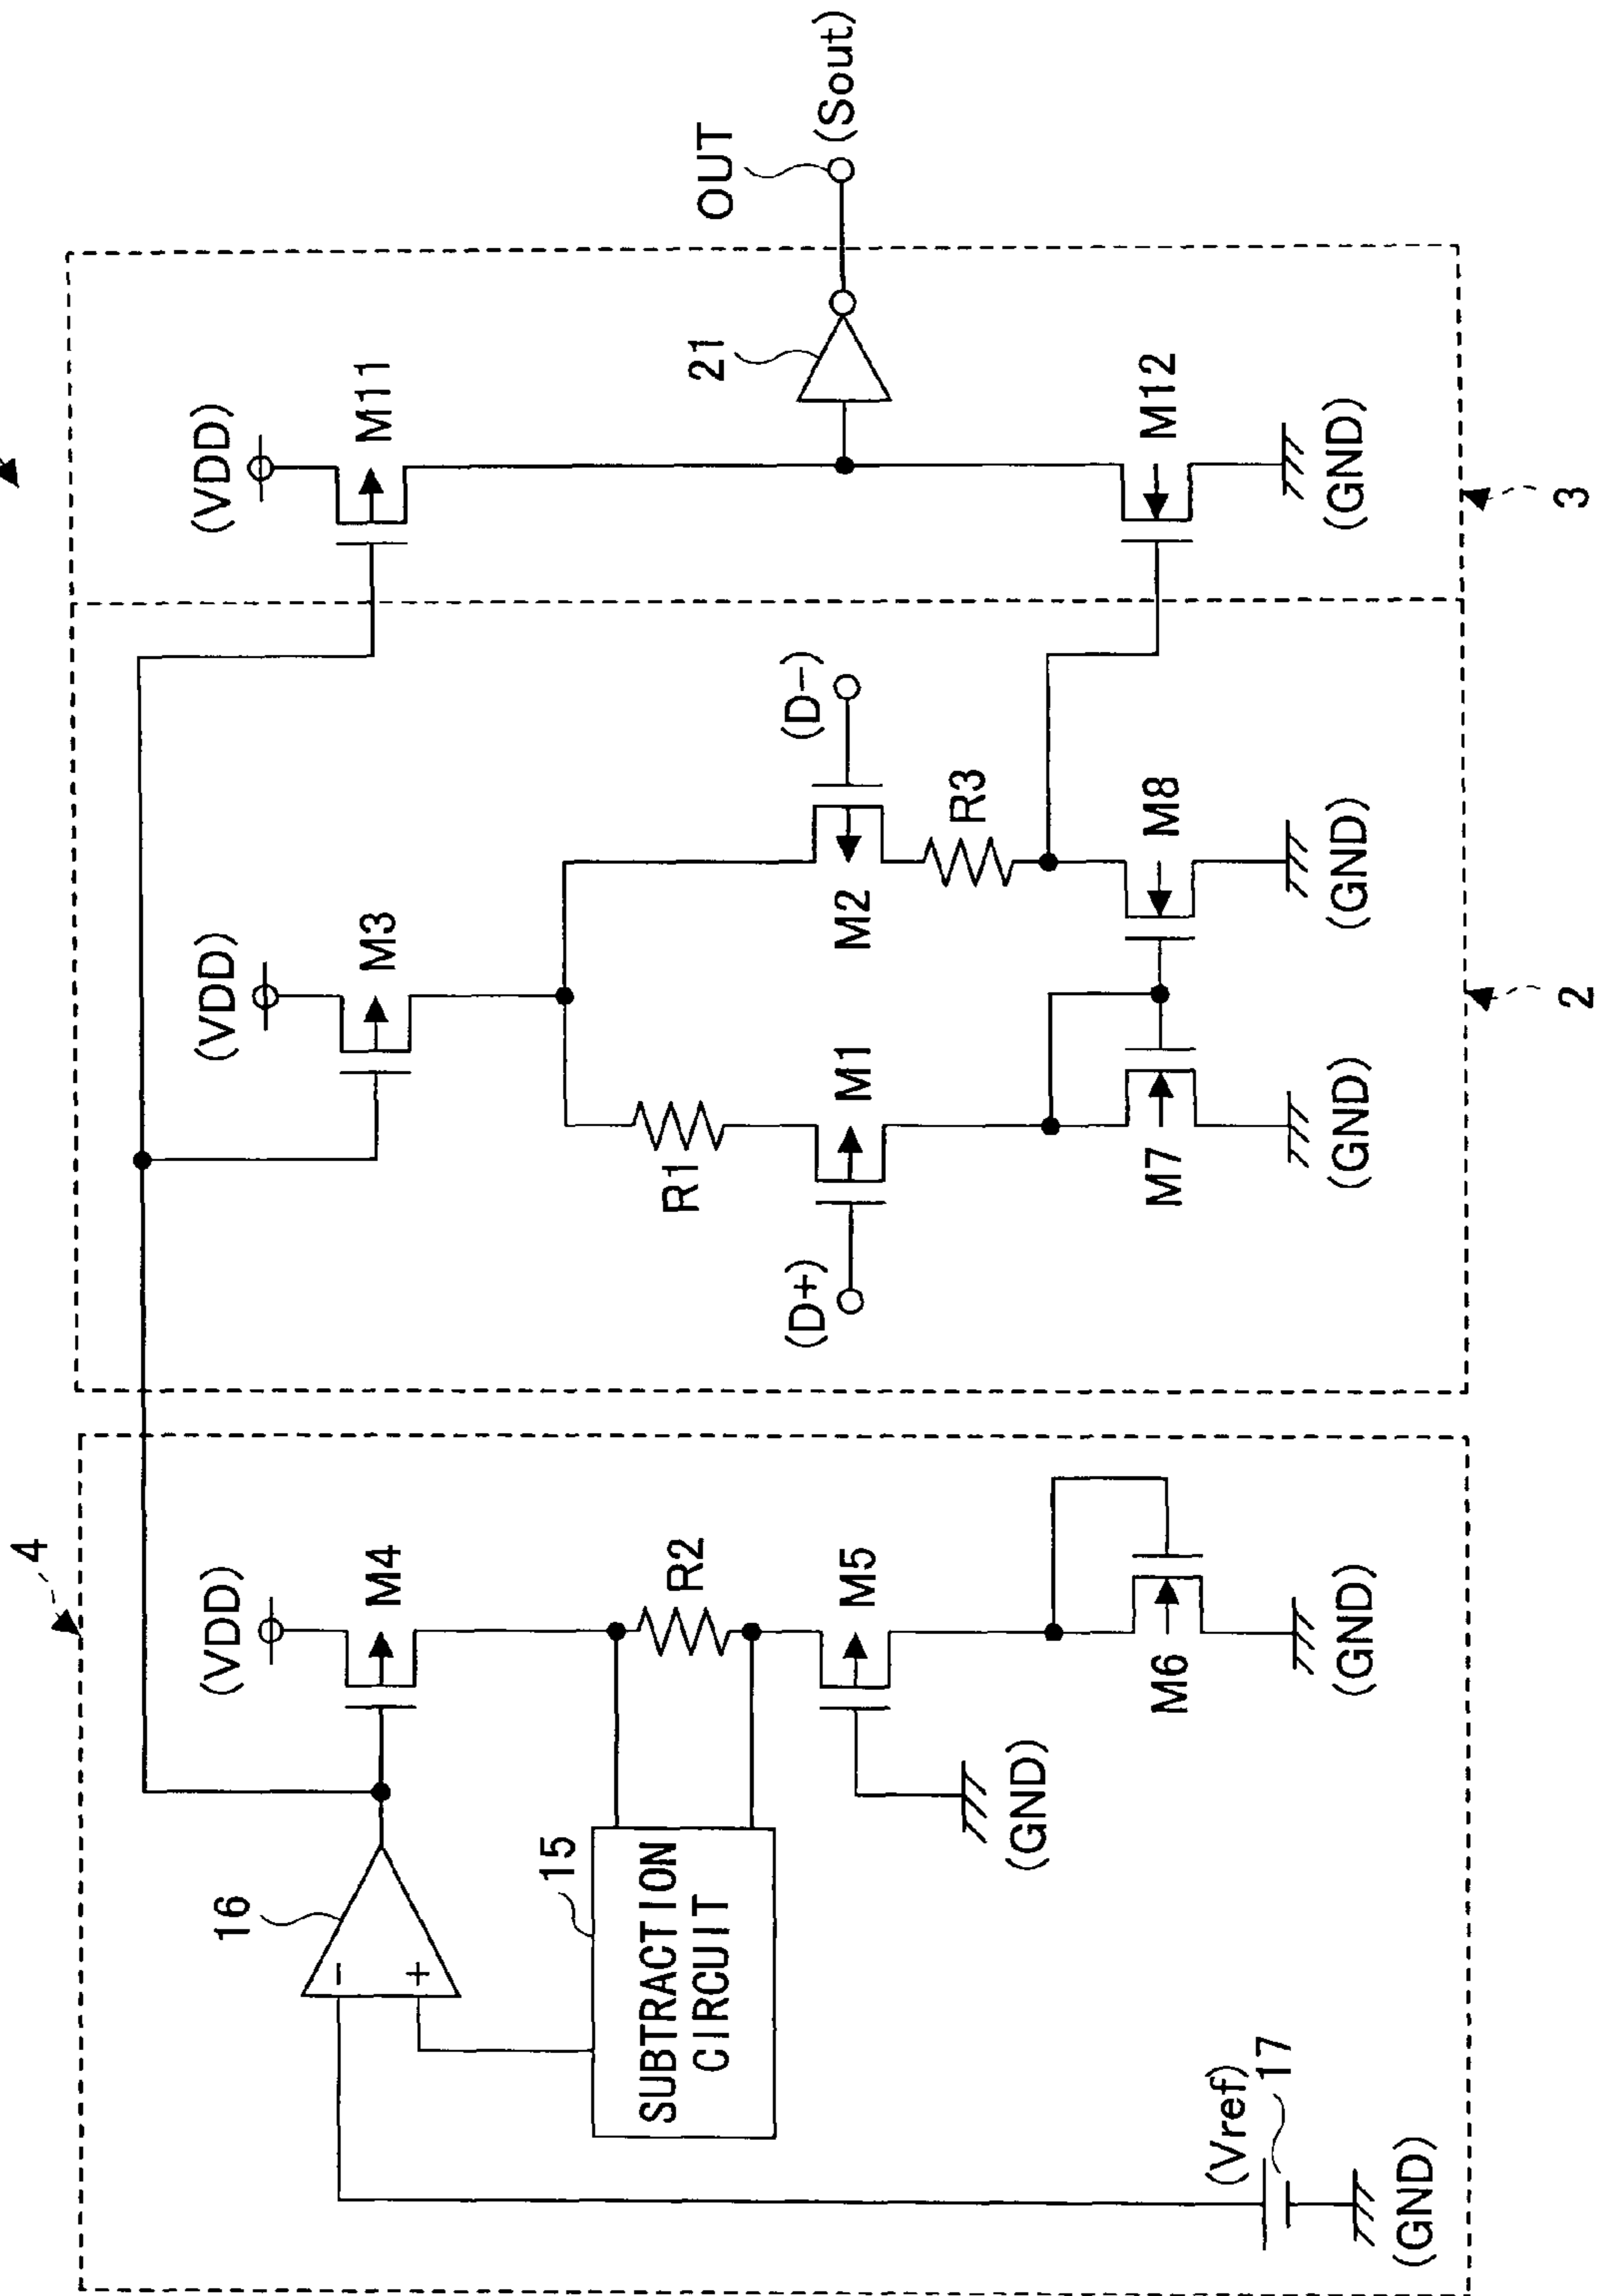 4
(VDD)
M4
16
-
+
15
SUBTRACTION
CIRCUIT
R2
M5
(GND)
M6
(GND)
(Vref)
17
(GND)
(VDD)
M3
R1
(D+)
M1
M2
(D-)
R3
M7
M8
(GND)
(GND)
2
(VDD)
M11
21
OUT
(Sout)
M12
(GND)
3